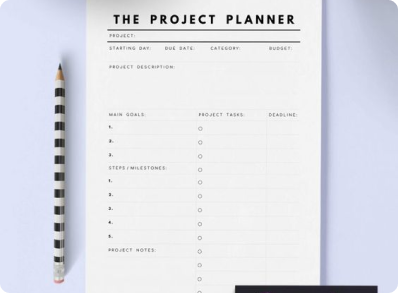 THE PROJECT PLANNER
PROJECT:
STARTING DAY: DUE DATE: CATEGORY: BUDGET:
PROJECT DESCRIPTION:
MAIN GOALS: PROJECT TASKS: DEADLINE:
1.
2.
3.
STEPS / MILESTONES:
1.
2.
3.
4.
5.
PROJECT NOTES: